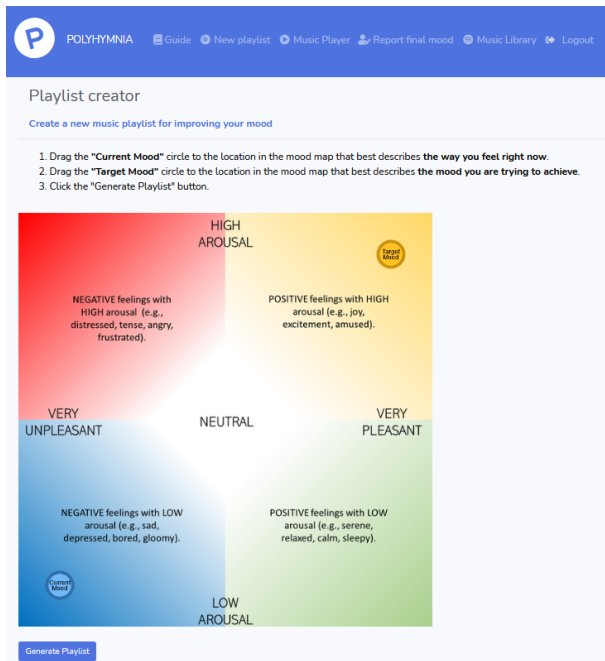 P
POLYHYMNIA Guide New playlist Music Player Report final mood Music Library Logout
Playlist creator
Create a new music playlist for improving your mood
1. Drag the "Current Mood" circle to the location in the mood map that best describes the way you feel right now.
2. Drag the "Target Mood" circle to the location in the mood map that best describes the mood you are trying to achieve.
3. Click the "Generate Playlist" button.
HIGH
AROUSAL
Target
Mood
NEGATIVE feelings with
HIGH arousal (e.g.,
distressed, tense, angry,
frustrated).
POSITIVE feelings with HIGH
arousal (e.g., joy,
excitement, amused).
VERY
UNPLEASANT
NEUTRAL
VERY
PLEASANT
NEGATIVE feelings with LOW
arousal (e.g., sad,
depressed, bored, gloomy).
POSITIVE feelings with LOW
arousal (e.g., serene,
relaxed, calm, sleepy).
Current
Mood
LOW
AROUSAL
Generate Playlist